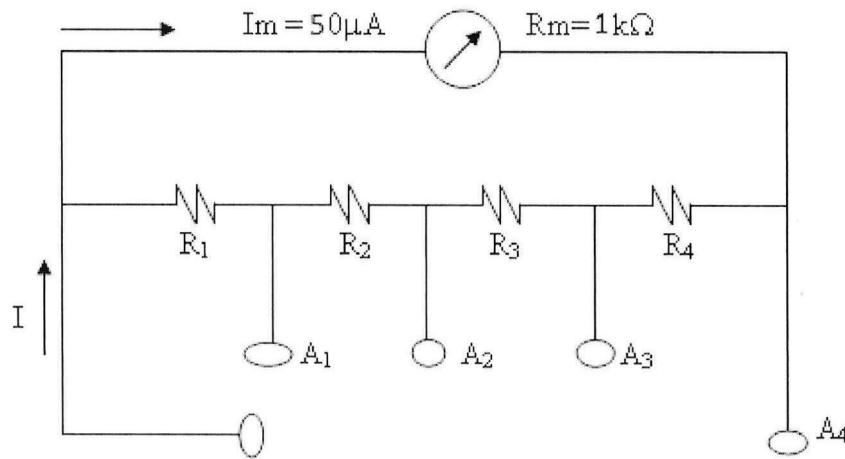 Im = 50μA Rm=1kΩ
R₁ R₂ R₃ R₄
I
A₁ A₂ A₃
A₄